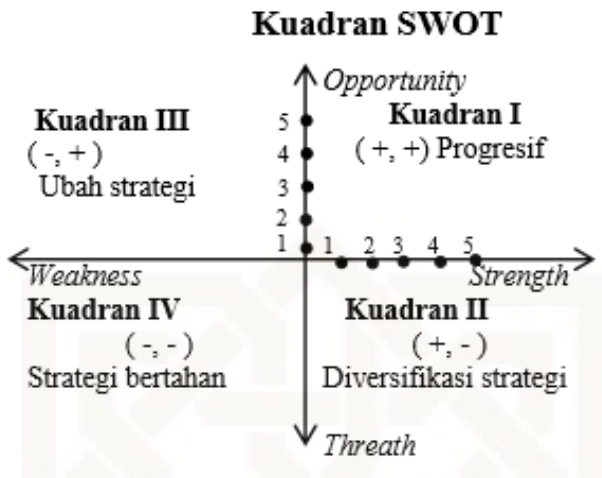 Kuadran SWOT
Opportunity
Kuadran III
Kuadran I
( -, + )
( +, +) Progresif
Ubah strategi
5
4
3
2
1
1 2 3 4 5
Weakness
Strength
Kuadran IV
Kuadran II
( -, - )
( +, - )
Strategi bertahan
Diversifikasi strategi
Threath